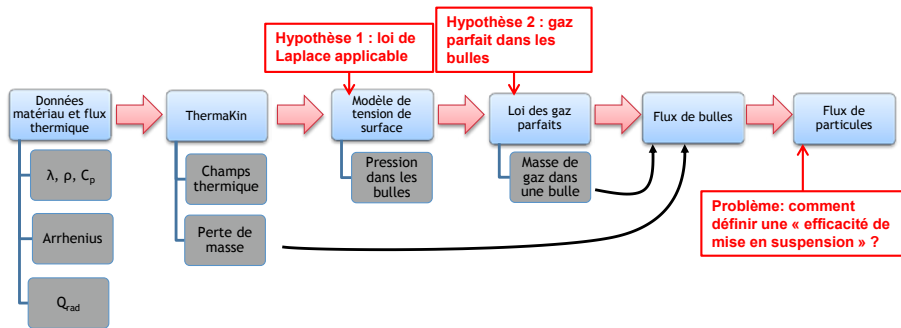 Hypothèse 1 : loi de
Laplace applicable
Hypothèse 2 : gaz
parfait dans les
bulles
Données
matériau et flux
thermique
ThermaKin
Modèle de
tension de
surface
Loi des gaz
parfaits
Flux de bulles
Flux de
particules
λ, ρ, Cp
Arrhenius
Qrad
Champs
thermique
Perte de
masse
Pression
dans les
bulles
Masse de
gaz dans
une bulle
Problème: comment
définir une « efficacité de
mise en suspension » ?